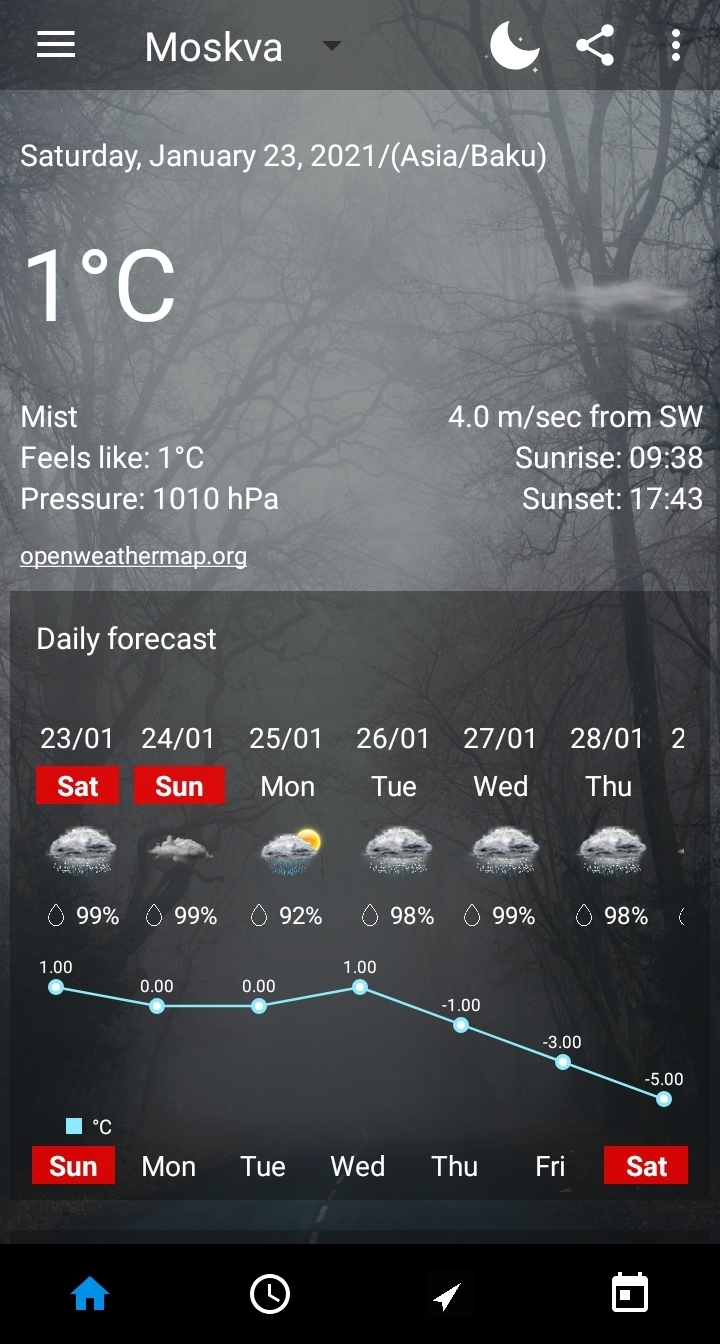 Moskva
Saturday, January 23, 2021/(Asia/Baku)
1°C
Mist
4.0 m/sec from SW
Feels like: 1°C
Sunrise: 09:38
Pressure: 1010 hPa
Sunset: 17:43
openweathermap.org
Daily forecast
23/01 24/01 25/01 26/01 27/01 28/01 2
Sat Sun Mon Tue Wed Thu
99% 99% 92% 98% 99% 98%
1.00 0.00 0.00 1.00 -1.00 -3.00 -5.00
°C
Sun Mon Tue Wed Thu Fri Sat